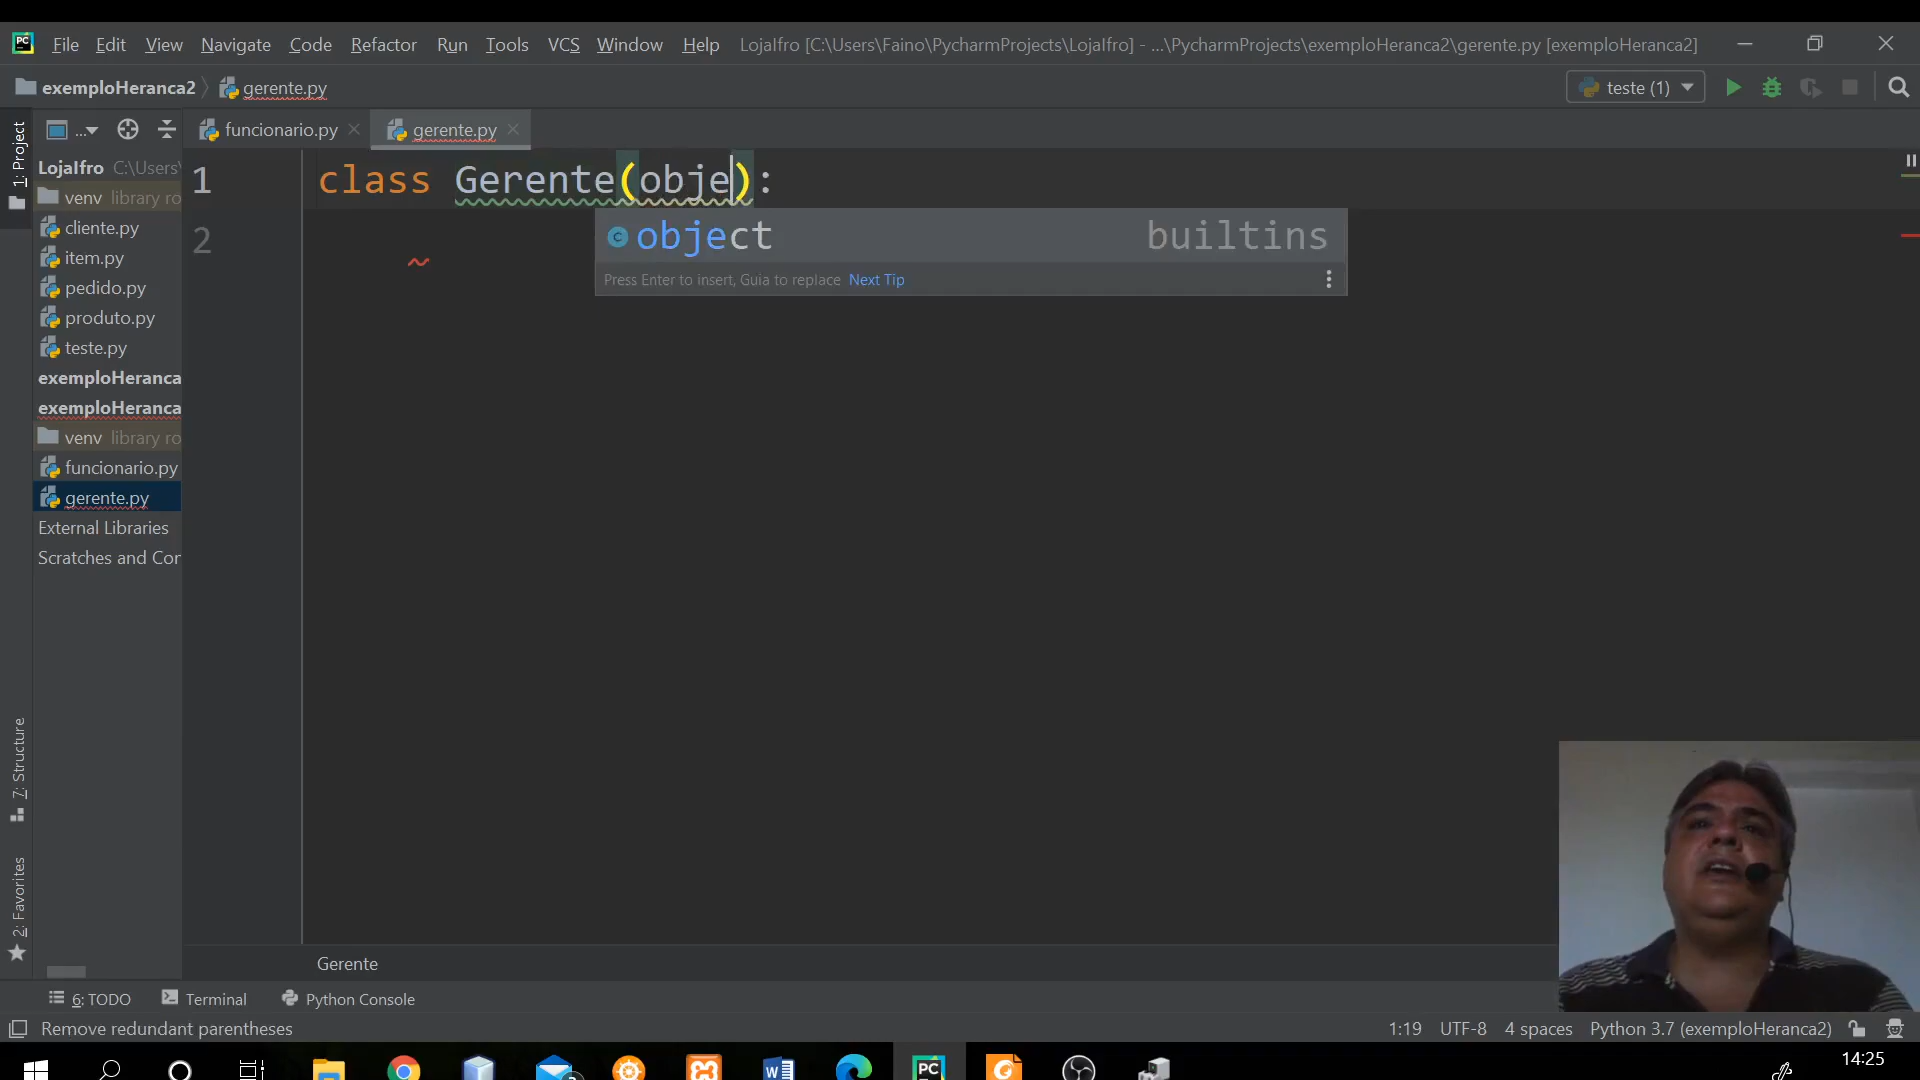 PC File Edit View Navigate Code Refactor Run Tools VCS Window Help LojaIfro [C:\Users\Faino\PycharmProjects\LojaIfro] - ...\PycharmProjects\exemploHeranca2\gerente.py [exemploHeranca2]
exemploHeranca2 gerente.py teste (1)
... funcionario.py gerente.py
1: Project
LojaIfro C:\Users\
venv library ro
cliente.py
item.py
pedido.py
produto.py
teste.py
exemploHeranca
exemploHeranca
venv library ro
funcionario.py
gerente.py
External Libraries
Scratches and Cor
7: Structure
2: Favorites
1 class Gerente(obje):
2
object builtins
Press Enter to insert, Guia to replace Next Tip
Gerente
6: TODO Terminal Python Console
Remove redundant parentheses 1:19 UTF-8 4 spaces Python 3.7 (exemploHeranca2)
PC 14:25